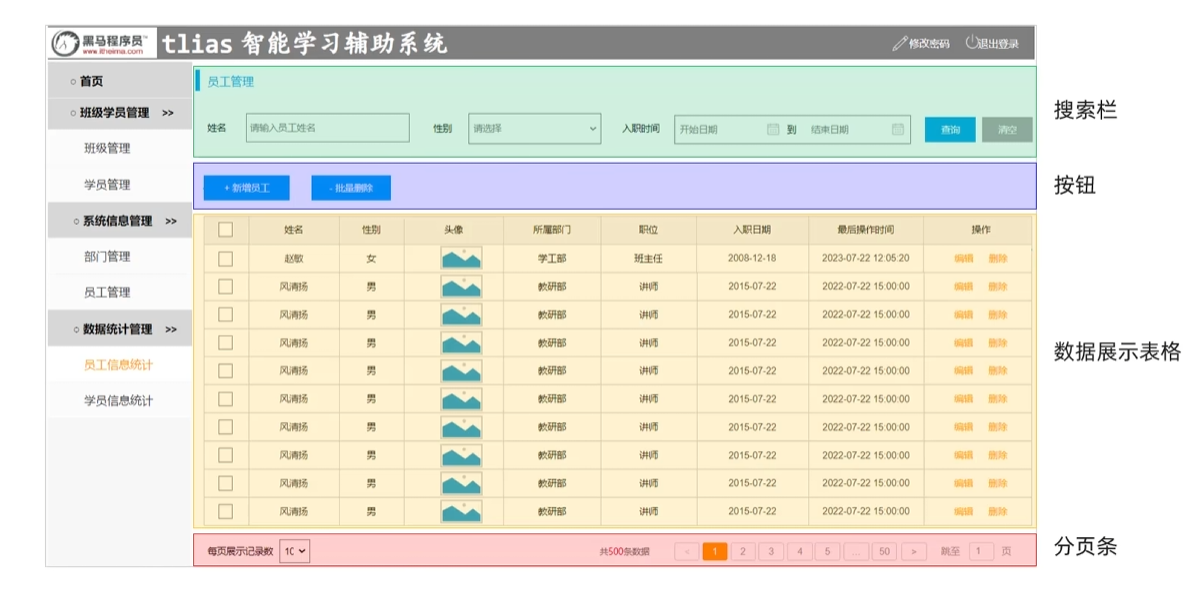 黑马程序员™ tlias 智能学习辅助系统 修改密码 退出登录
www.itheima.com
首页
班级学员管理 >>
班级管理
学员管理
系统信息管理 >>
部门管理
员工管理
数据统计管理 >>
员工信息统计
学员信息统计
员工管理
姓名 请输入员工姓名 性别 请选择 入职时间 开始日期 到 结束日期 查询 清空
搜索栏
+ 新增员工 - 批量删除
按钮
姓名 性别 头像 所属部门 职位 入职日期 最后操作时间 操作
赵敏 女 学工部 班主任 2008-12-18 2023-07-22 12:05:20 编辑 删除
风清扬 男 教研部 讲师 2015-07-22 2022-07-22 15:00:00 编辑 删除
风清扬 男 教研部 讲师 2015-07-22 2022-07-22 15:00:00 编辑 删除
风清扬 男 教研部 讲师 2015-07-22 2022-07-22 15:00:00 编辑 删除
风清扬 男 教研部 讲师 2015-07-22 2022-07-22 15:00:00 编辑 删除
风清扬 男 教研部 讲师 2015-07-22 2022-07-22 15:00:00 编辑 删除
风清扬 男 教研部 讲师 2015-07-22 2022-07-22 15:00:00 编辑 删除
风清扬 男 教研部 讲师 2015-07-22 2022-07-22 15:00:00 编辑 删除
风清扬 男 教研部 讲师 2015-07-22 2022-07-22 15:00:00 编辑 删除
风清扬 男 教研部 讲师 2015-07-22 2022-07-22 15:00:00 编辑 删除
数据展示表格
每页展示记录数 10 共500条数据 < 1 2 3 4 5 ... 50 > 跳至 1 页
分页条